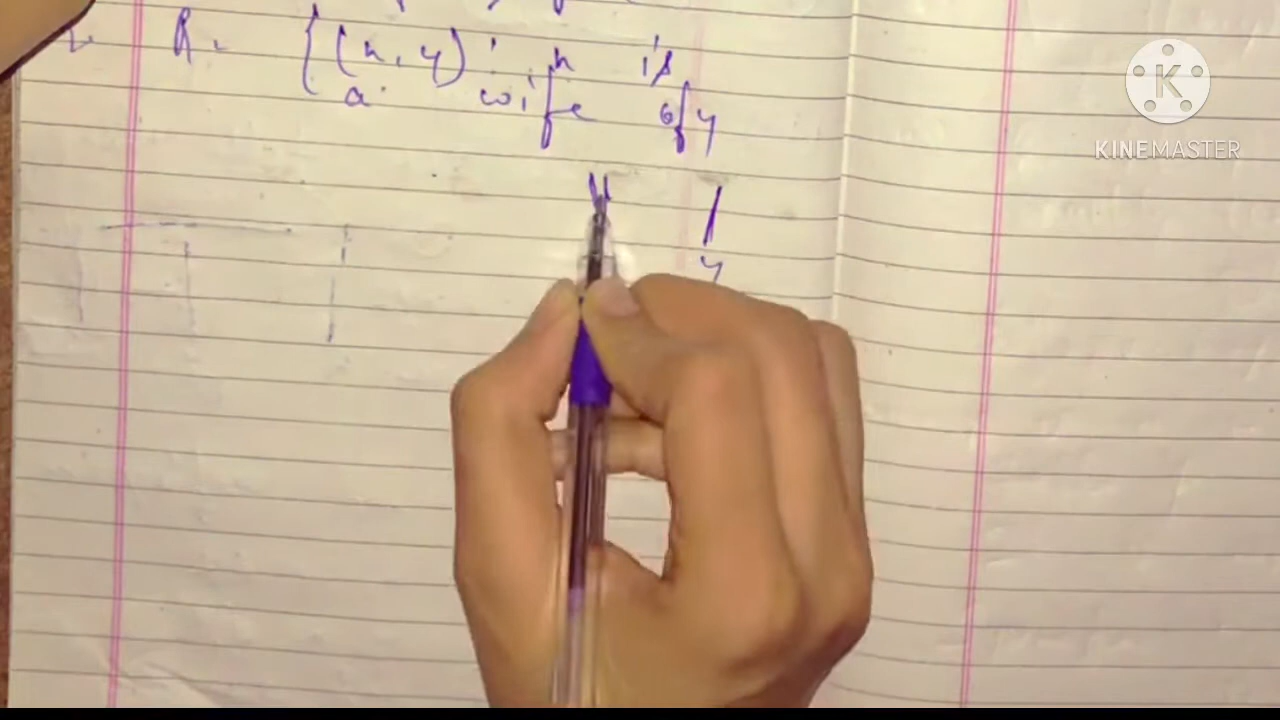 R. {(x, y) : x is
a wife of y
y
K
KINEMASTER